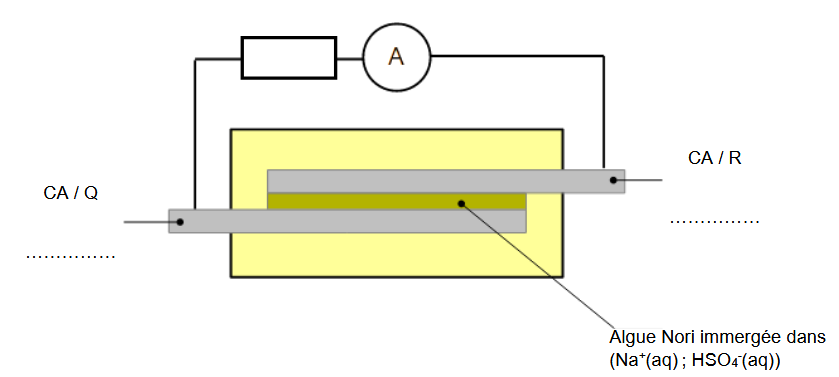 A
CA / R
CA / Q
……………
……………
Algue Nori immergée dans
(Na⁺(aq) ; HSO₄⁻(aq))